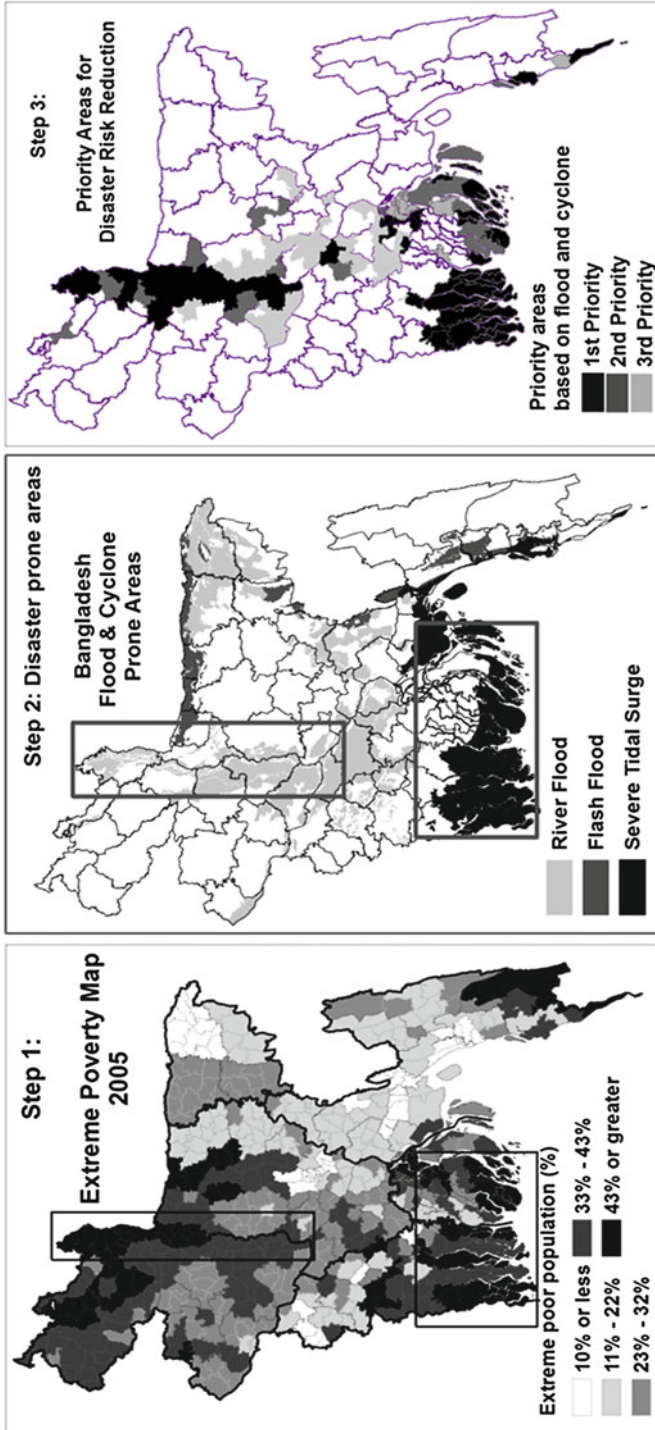 Step 1:
Extreme Poverty Map
2005
Extreme poor population (%)
10% or less
11% - 22%
23% - 32%
33% - 43%
43% or greater
Step 2: Disaster prone areas
Bangladesh
Flood & Cyclone
Prone Areas
River Flood
Flash Flood
Severe Tidal Surge
Step 3:
Priority Areas for
Disaster Risk Reduction
Priority areas
based on flood and cyclone
1st Priority
2nd Priority
3rd Priority